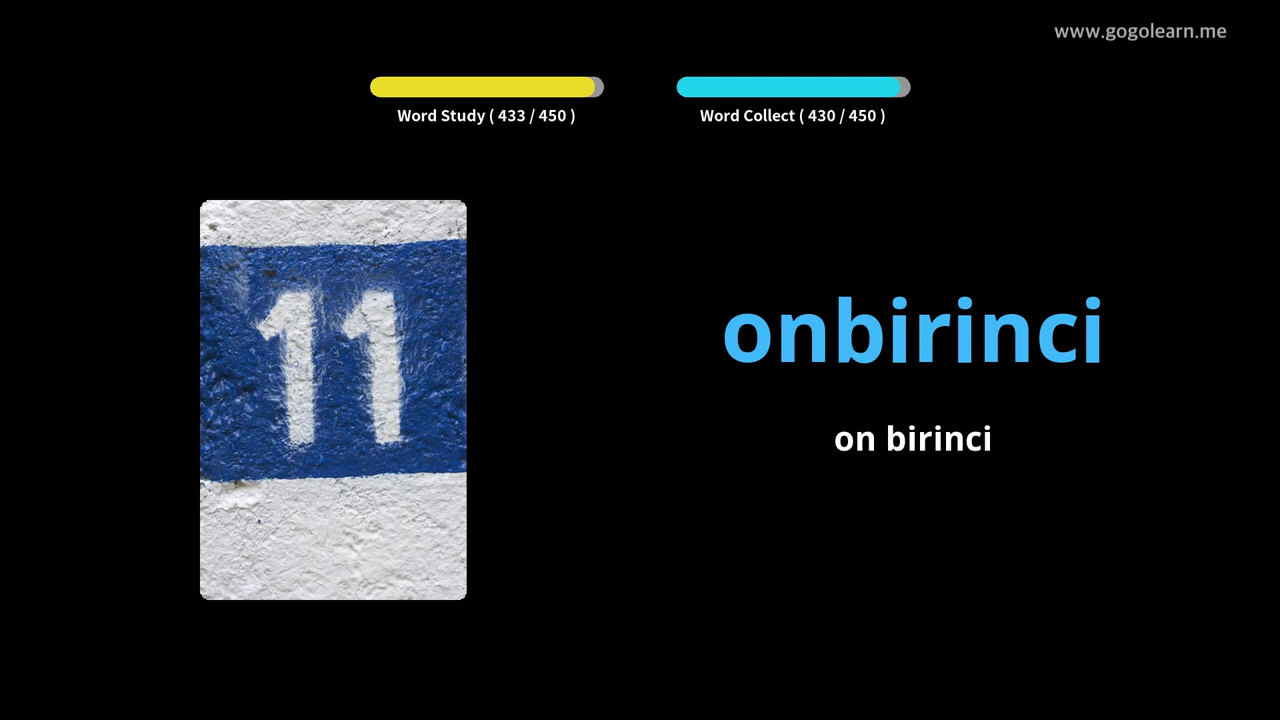 www.gogolearn.me
Word Study ( 433 / 450 )
Word Collect ( 430 / 450 )
11
onbirinci
on birinci